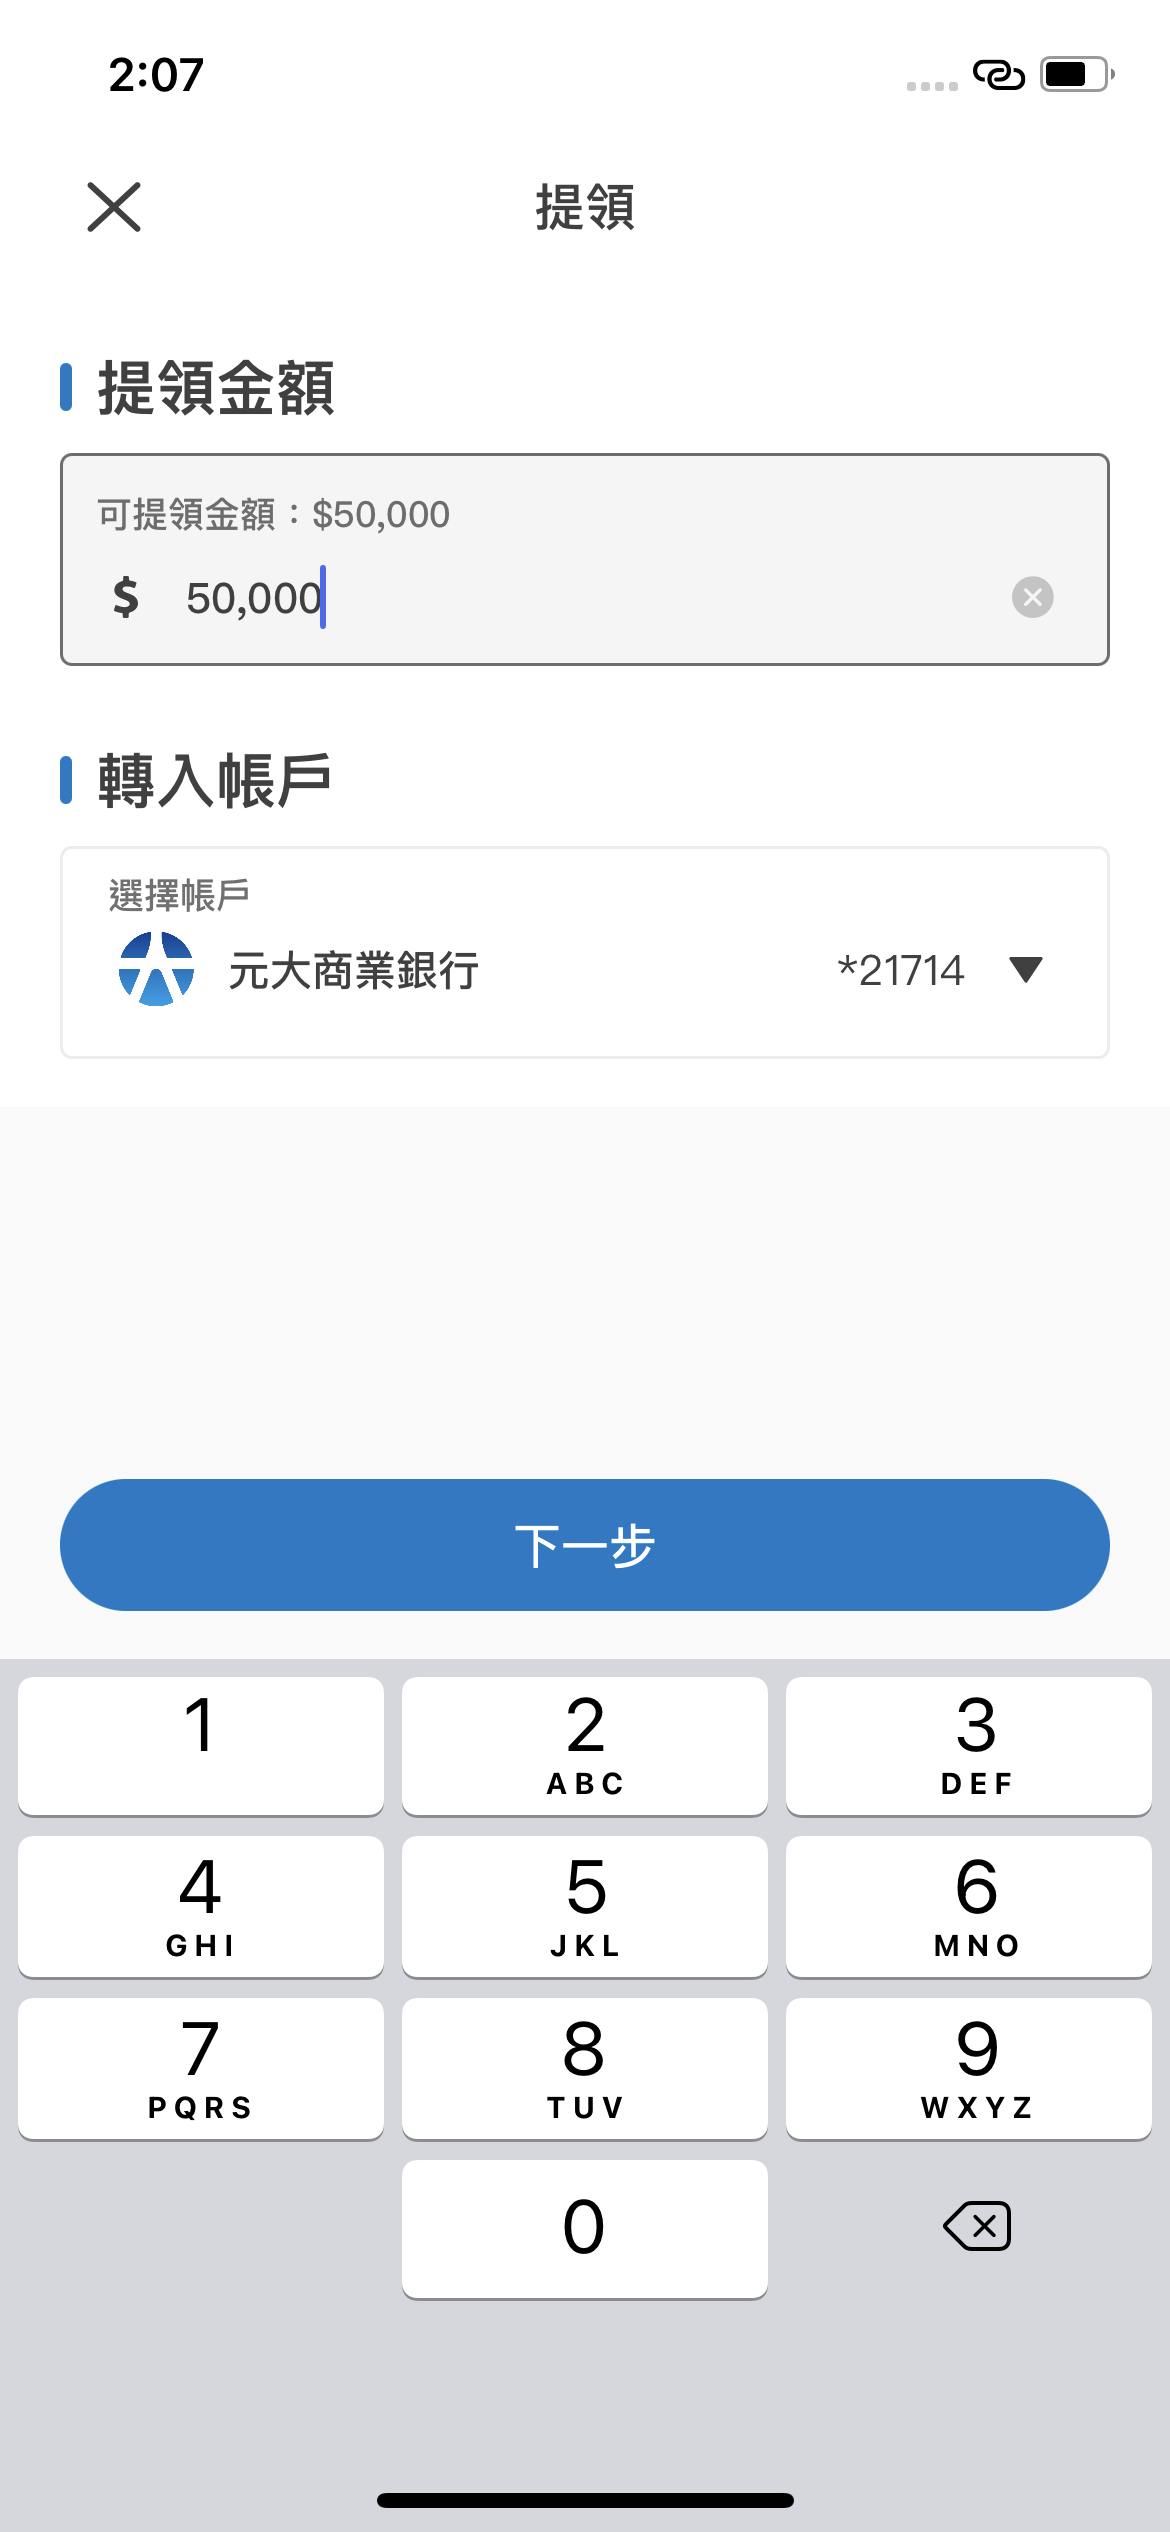 2:07
提領
提領金額
可提領金額：$50,000
$ 50,000
轉入帳戶
選擇帳戶
元大商業銀行 *21714
下一步
1 2 3
ABC DEF
4 5 6
GHI JKL MNO
7 8 9
PQRS TUV WXYZ
0